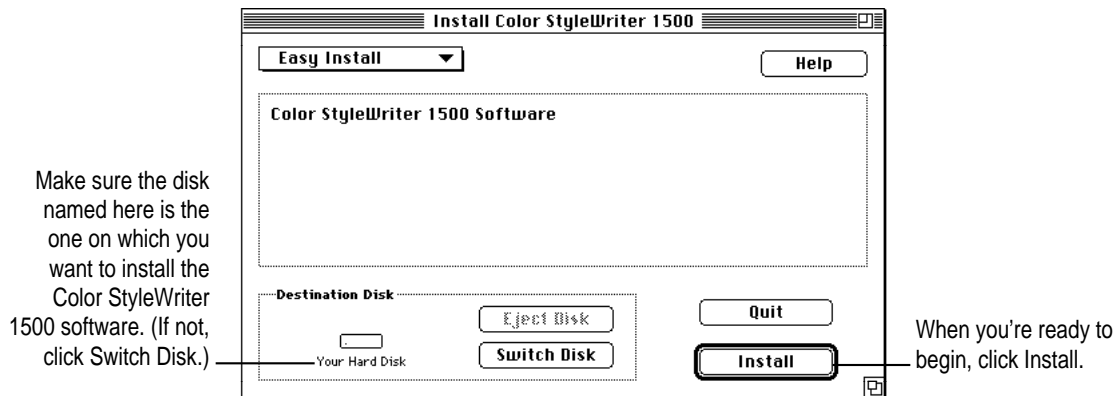 Install Color StyleWriter 1500
Easy Install
Help
Color StyleWriter 1500 Software
Make sure the disk
named here is the
one on which you
want to install the
Color StyleWriter
1500 software. (If not,
click Switch Disk.)
Destination Disk
Your Hard Disk
Eject Disk
Switch Disk
Quit
Install
When you're ready to
begin, click Install.